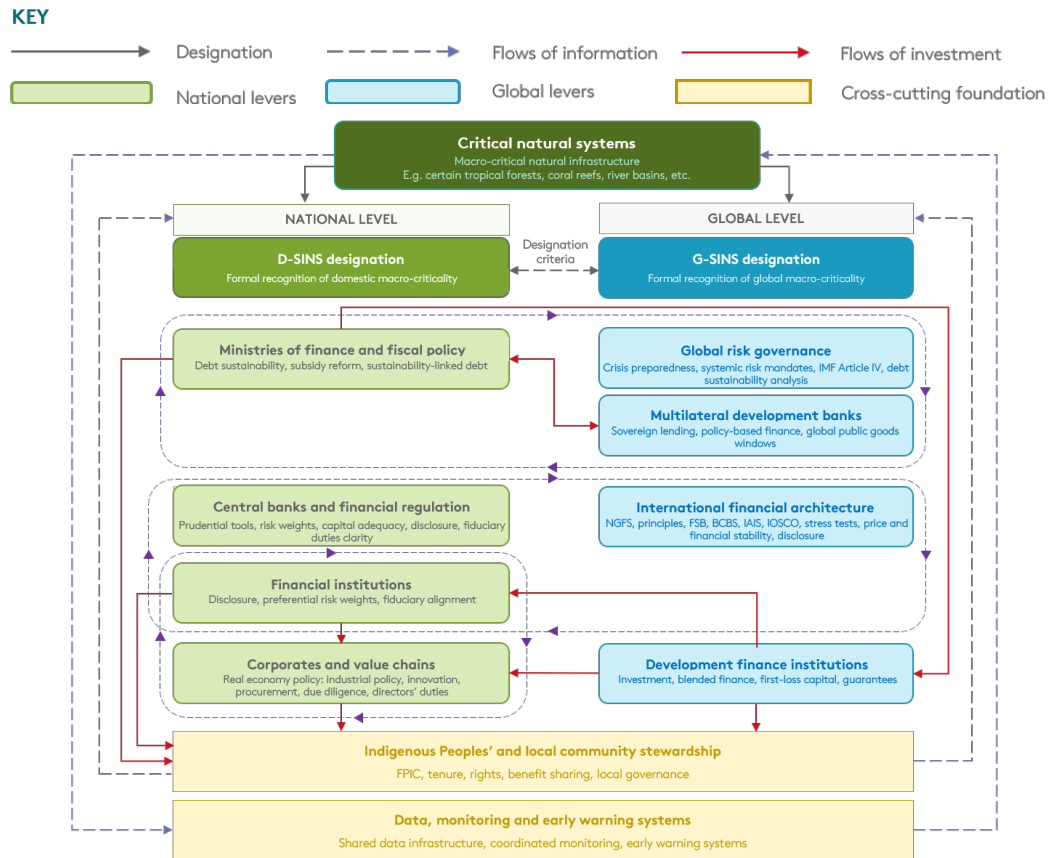 KEY
Designation
Flows of information
Flows of investment
National levers
Global levers
Cross-cutting foundation
Critical natural systems
Macro-critical natural infrastructure
E.g. certain tropical forests, coral reefs, river basins, etc.
NATIONAL LEVEL
GLOBAL LEVEL
D-SINS designation
Formal recognition of domestic macro-criticality
Designation
criteria
G-SINS designation
Formal recognition of global macro-criticality
Ministries of finance and fiscal policy
Debt sustainability, subsidy reform, sustainability-linked debt
Global risk governance
Crisis preparedness, systemic risk mandates, IMF Article IV, debt
sustainability analysis
Multilateral development banks
Sovereign lending, policy-based finance, global public goods
windows
Central banks and financial regulation
Prudential tools, risk weights, capital adequacy, disclosure, fiduciary
duties clarity
International financial architecture
NGFS, principles, FSB, BCBS, IAIS, IOSCO, stress tests, price and
financial stability, disclosure
Financial institutions
Disclosure, preferential risk weights, fiduciary alignment
Corporates and value chains
Real economy policy: industrial policy, innovation,
procurement, due diligence, directors’ duties
Development finance institutions
Investment, blended finance, first-loss capital, guarantees
Indigenous Peoples’ and local community stewardship
FPIC, tenure, rights, benefit sharing, local governance
Data, monitoring and early warning systems
Shared data infrastructure, coordinated monitoring, early warning systems